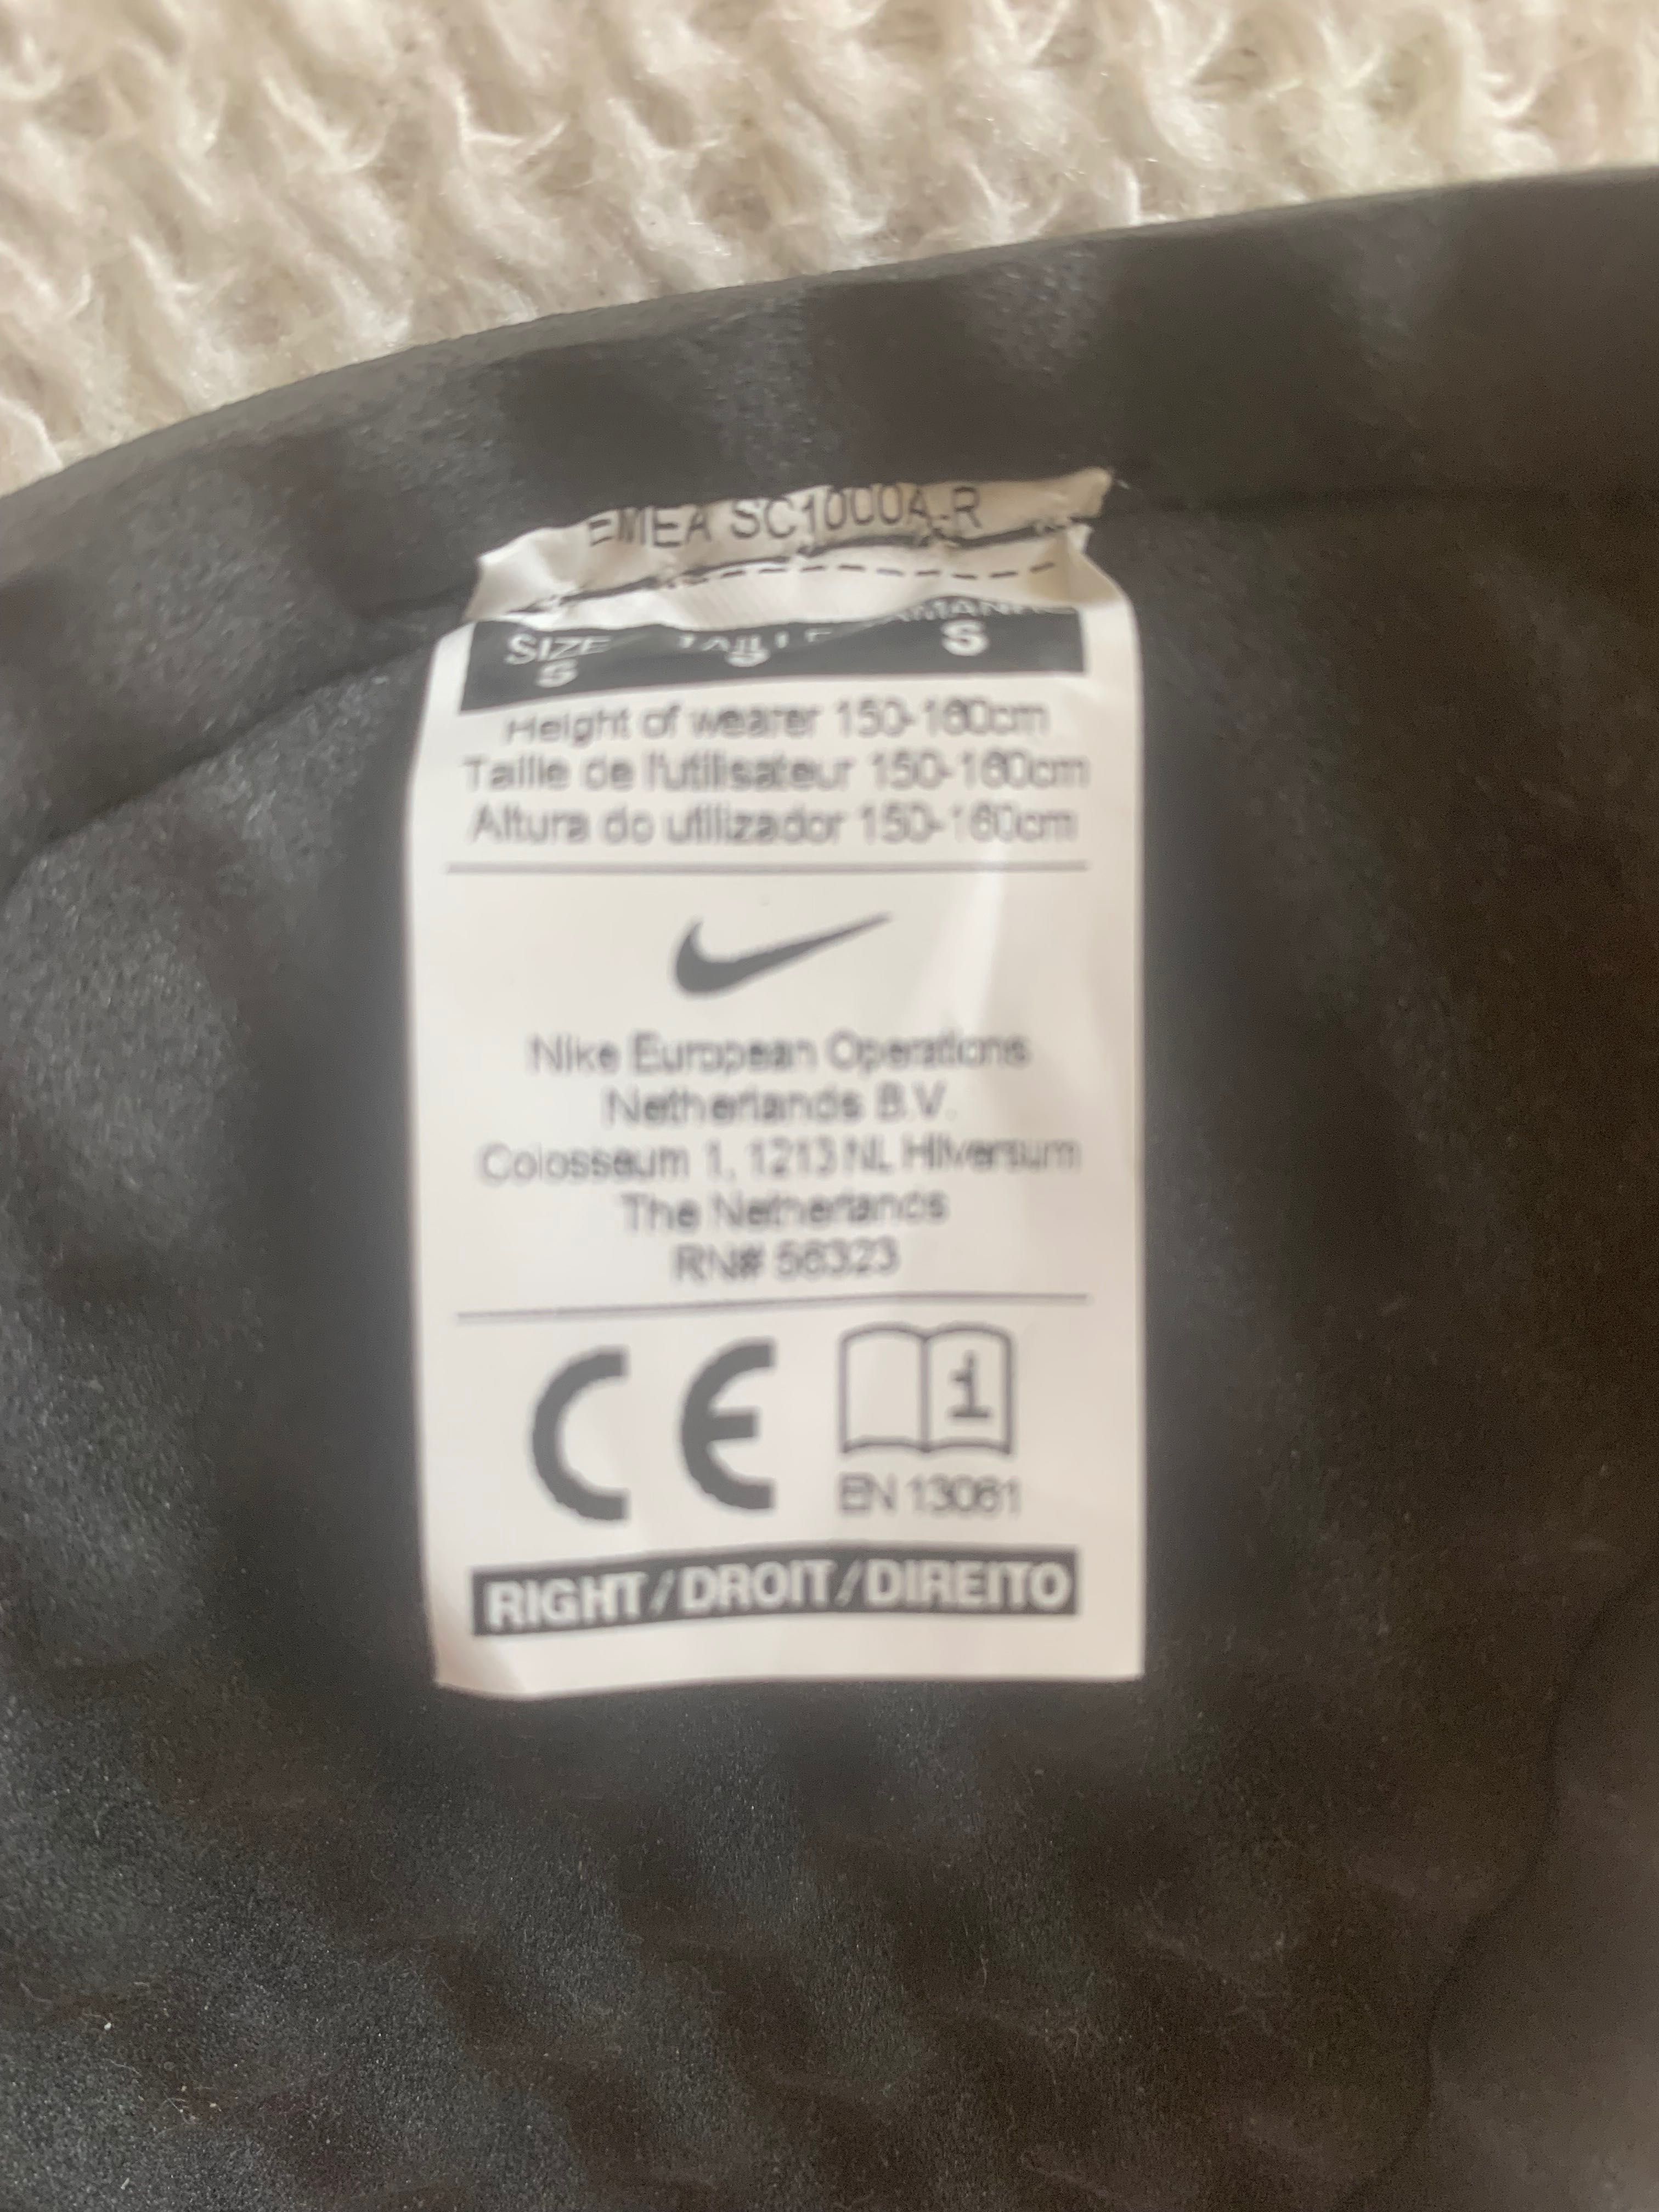 EMEA SC1000A-R
SIZE TAILLE TAMANHO
S S S
Height of wearer 150-160cm
Taille de l'utilisateur 150-160cm
Altura do utilizador 150-160cm
Nike European Operations
Netherlands B.V.
Colosseum 1, 1213 NL Hilversum
The Netherlands
RN# 56323
CE i
EN 13061
RIGHT/DROIT/DIREITO